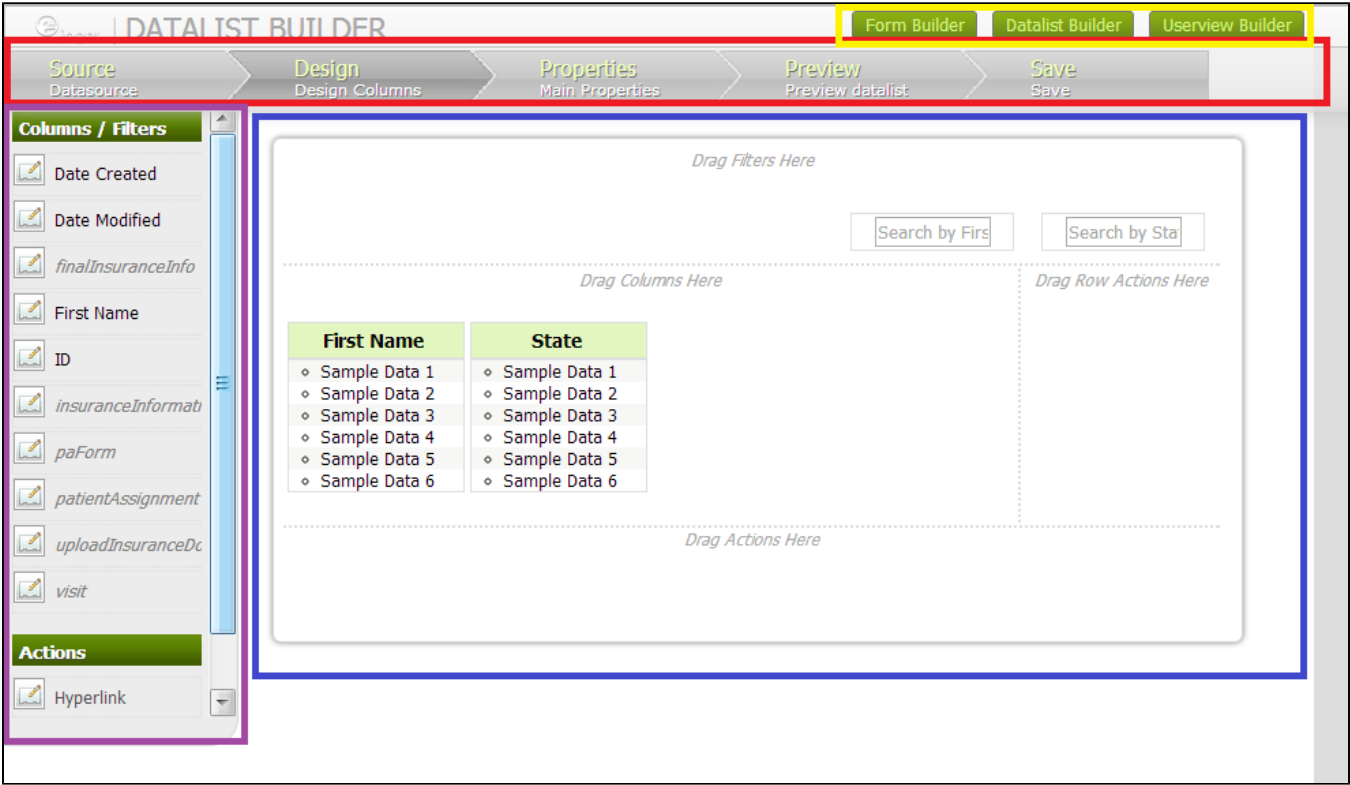 DATALIST BUILDER
Form Builder
Datalist Builder
Userview Builder
Source
Datasource
Design
Design Columns
Properties
Main Properties
Preview
Preview datalist
Save
Save
Columns / Filters
Date Created
Date Modified
finalInsuranceInfo
First Name
ID
insuranceInformati
paForm
patientAssignment
uploadInsuranceDc
visit
Actions
Hyperlink
Drag Filters Here
Search by Firs
Search by Sta
Drag Columns Here
Drag Row Actions Here
First Name
Sample Data 1
Sample Data 2
Sample Data 3
Sample Data 4
Sample Data 5
Sample Data 6
State
Sample Data 1
Sample Data 2
Sample Data 3
Sample Data 4
Sample Data 5
Sample Data 6
Drag Actions Here